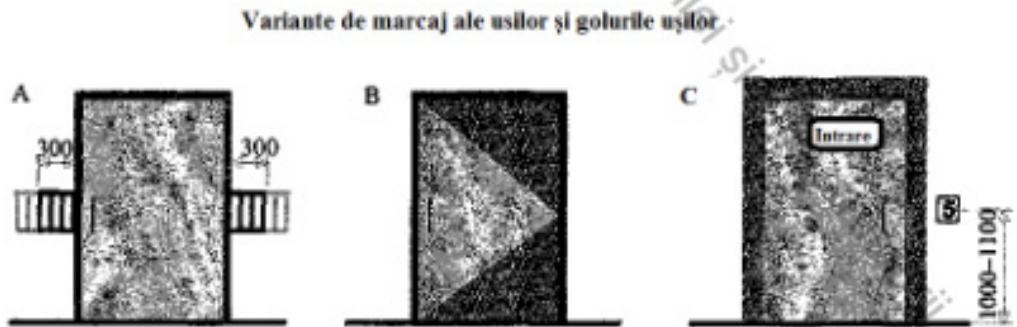 Variante de marcaj ale usilor și golurile ușilor
A
B
C
300
300
Intrare
5
1000–1100